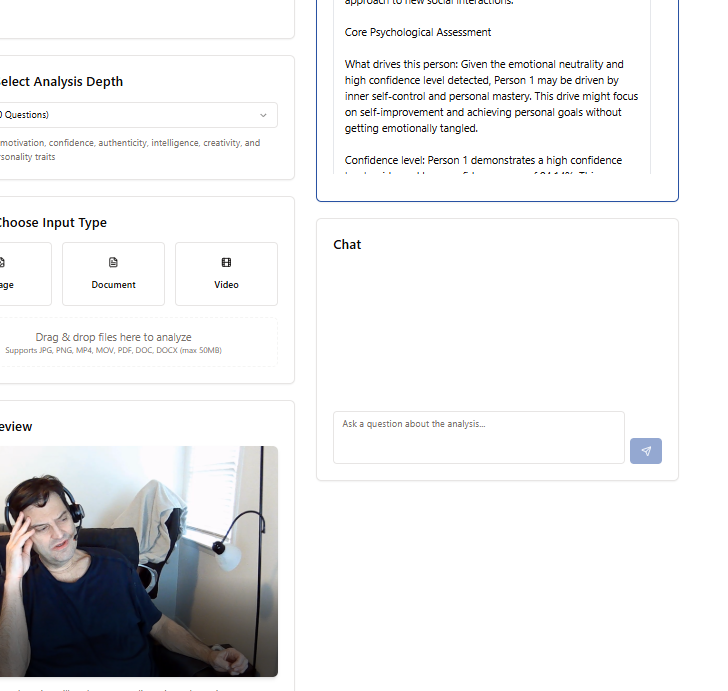 approach to new social interactions.
Core Psychological Assessment
What drives this person: Given the emotional neutrality and
high confidence level detected, Person 1 may be driven by
inner self-control and personal mastery. This drive might focus
on self-improvement and achieving personal goals without
getting emotionally tangled.
Confidence level: Person 1 demonstrates a high confidence
elect Analysis Depth
0 Questions)
motivation, confidence, authenticity, intelligence, creativity, and
sonality traits
hoose Input Type
age
Document
Video
Drag & drop files here to analyze
Supports JPG, PNG, MP4, MOV, PDF, DOC, DOCX (max 50MB)
eview
Chat
Ask a question about the analysis...